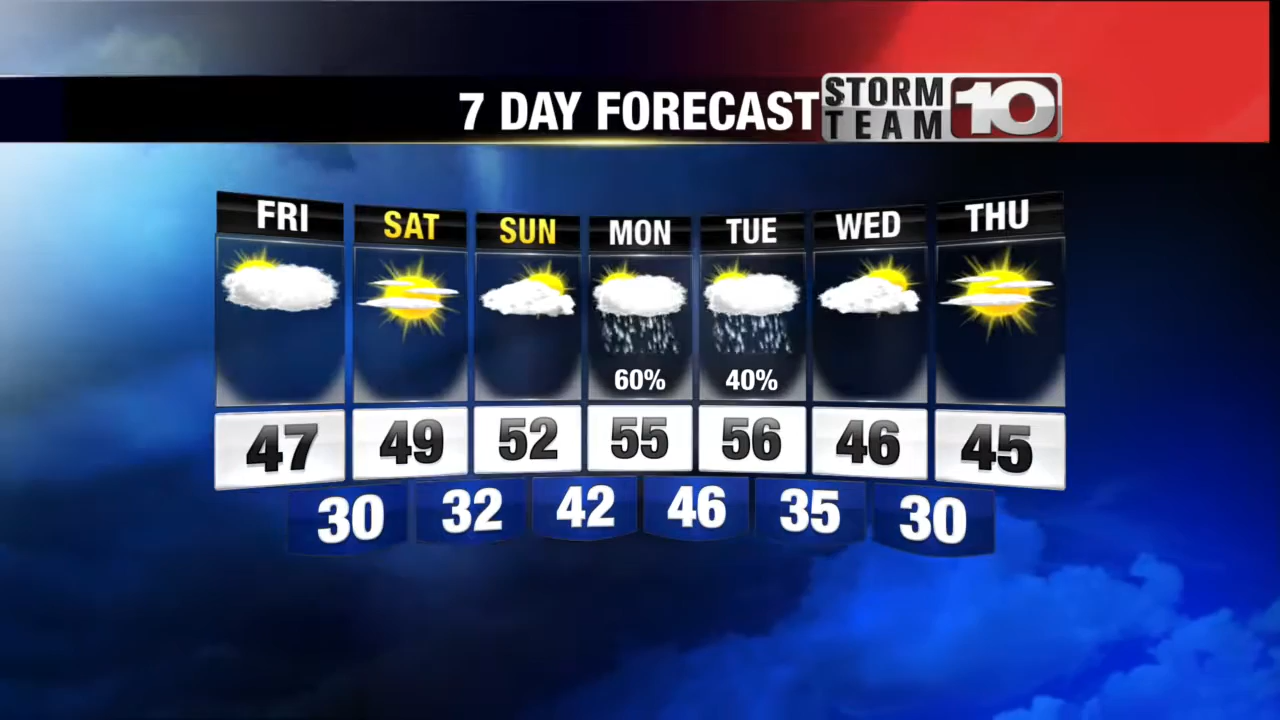 7 DAY FORECAST
STORM
TEAM
10
FRI SAT SUN MON TUE WED THU
60% 40%
47 49 52 55 56 46 45
30 32 42 46 35 30